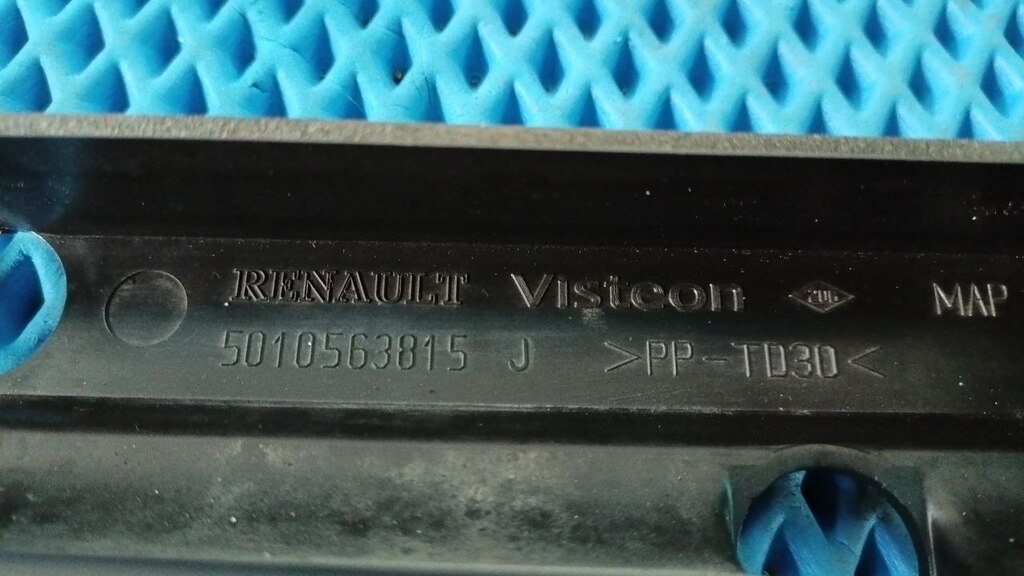 RENAULT Visteon MAP
5010563815 J >PP-TD30<